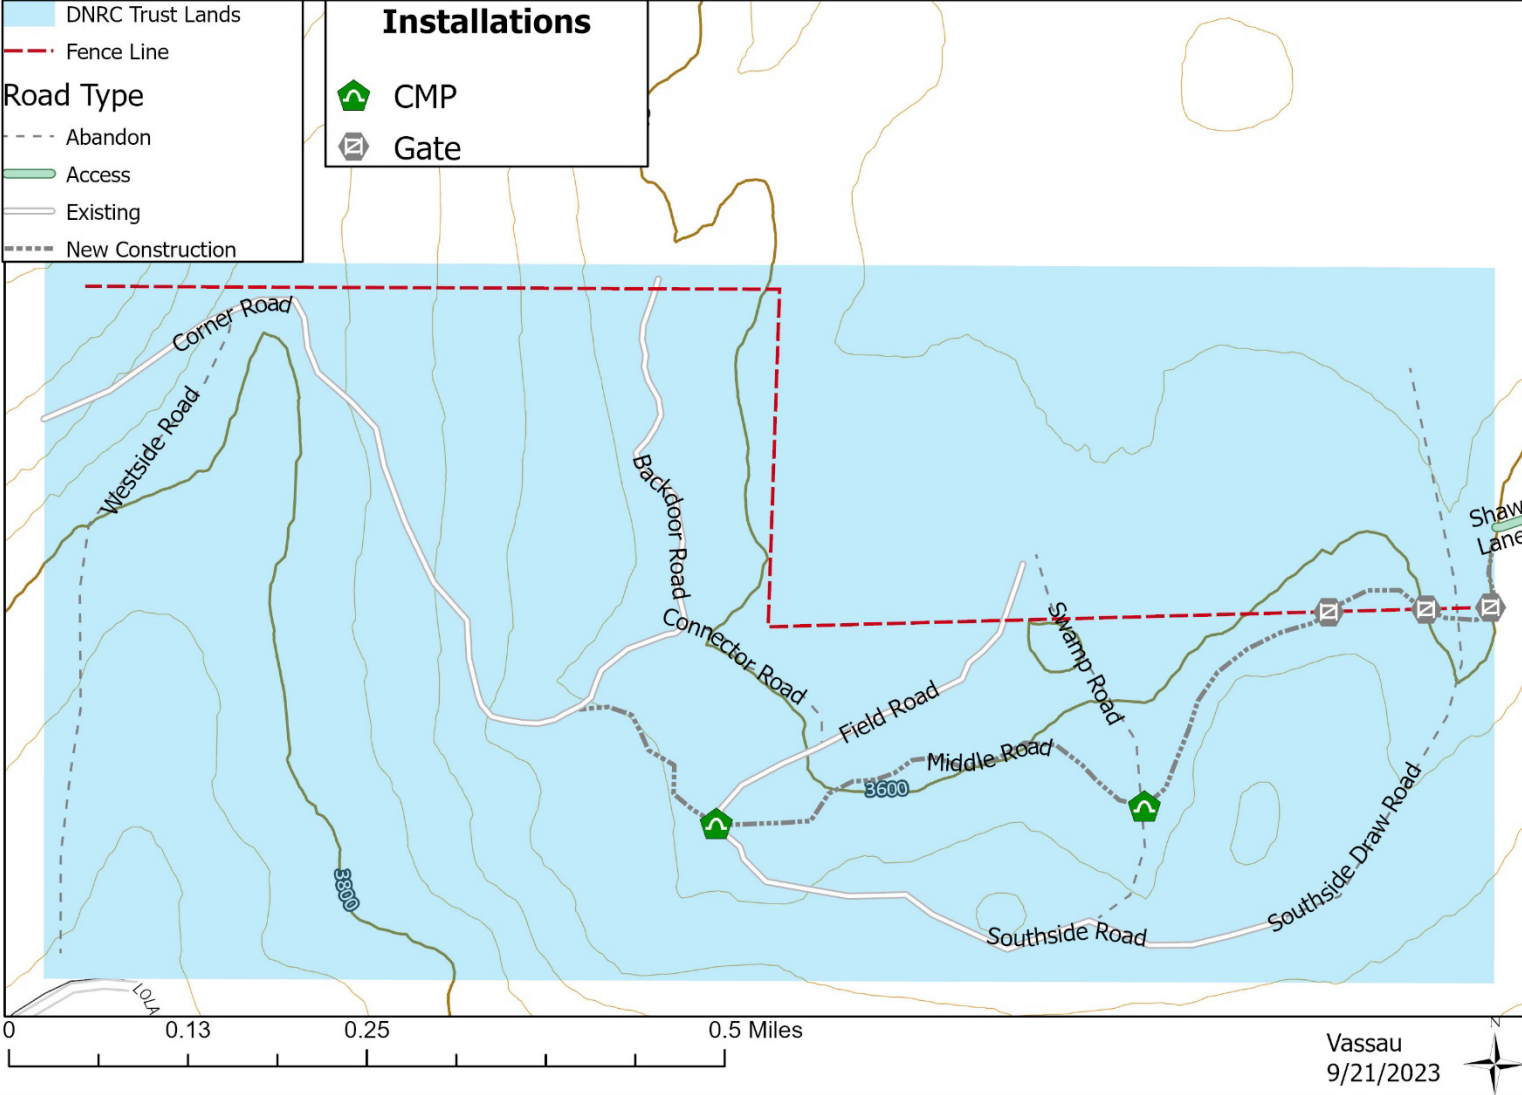 DNRC Trust Lands
Fence Line
Road Type
Abandon
Access
Existing
New Construction
Installations
CMP
Gate
Corner Road
Westside Road
Backdoor Road
Connector Road
Field Road
Swamp Road
Middle Road
3600
3800
Southside Road
Southside Draw Road
Shaw
Lane
LOLA
0
0.13
0.25
0.5 Miles
Vassau
9/21/2023
N